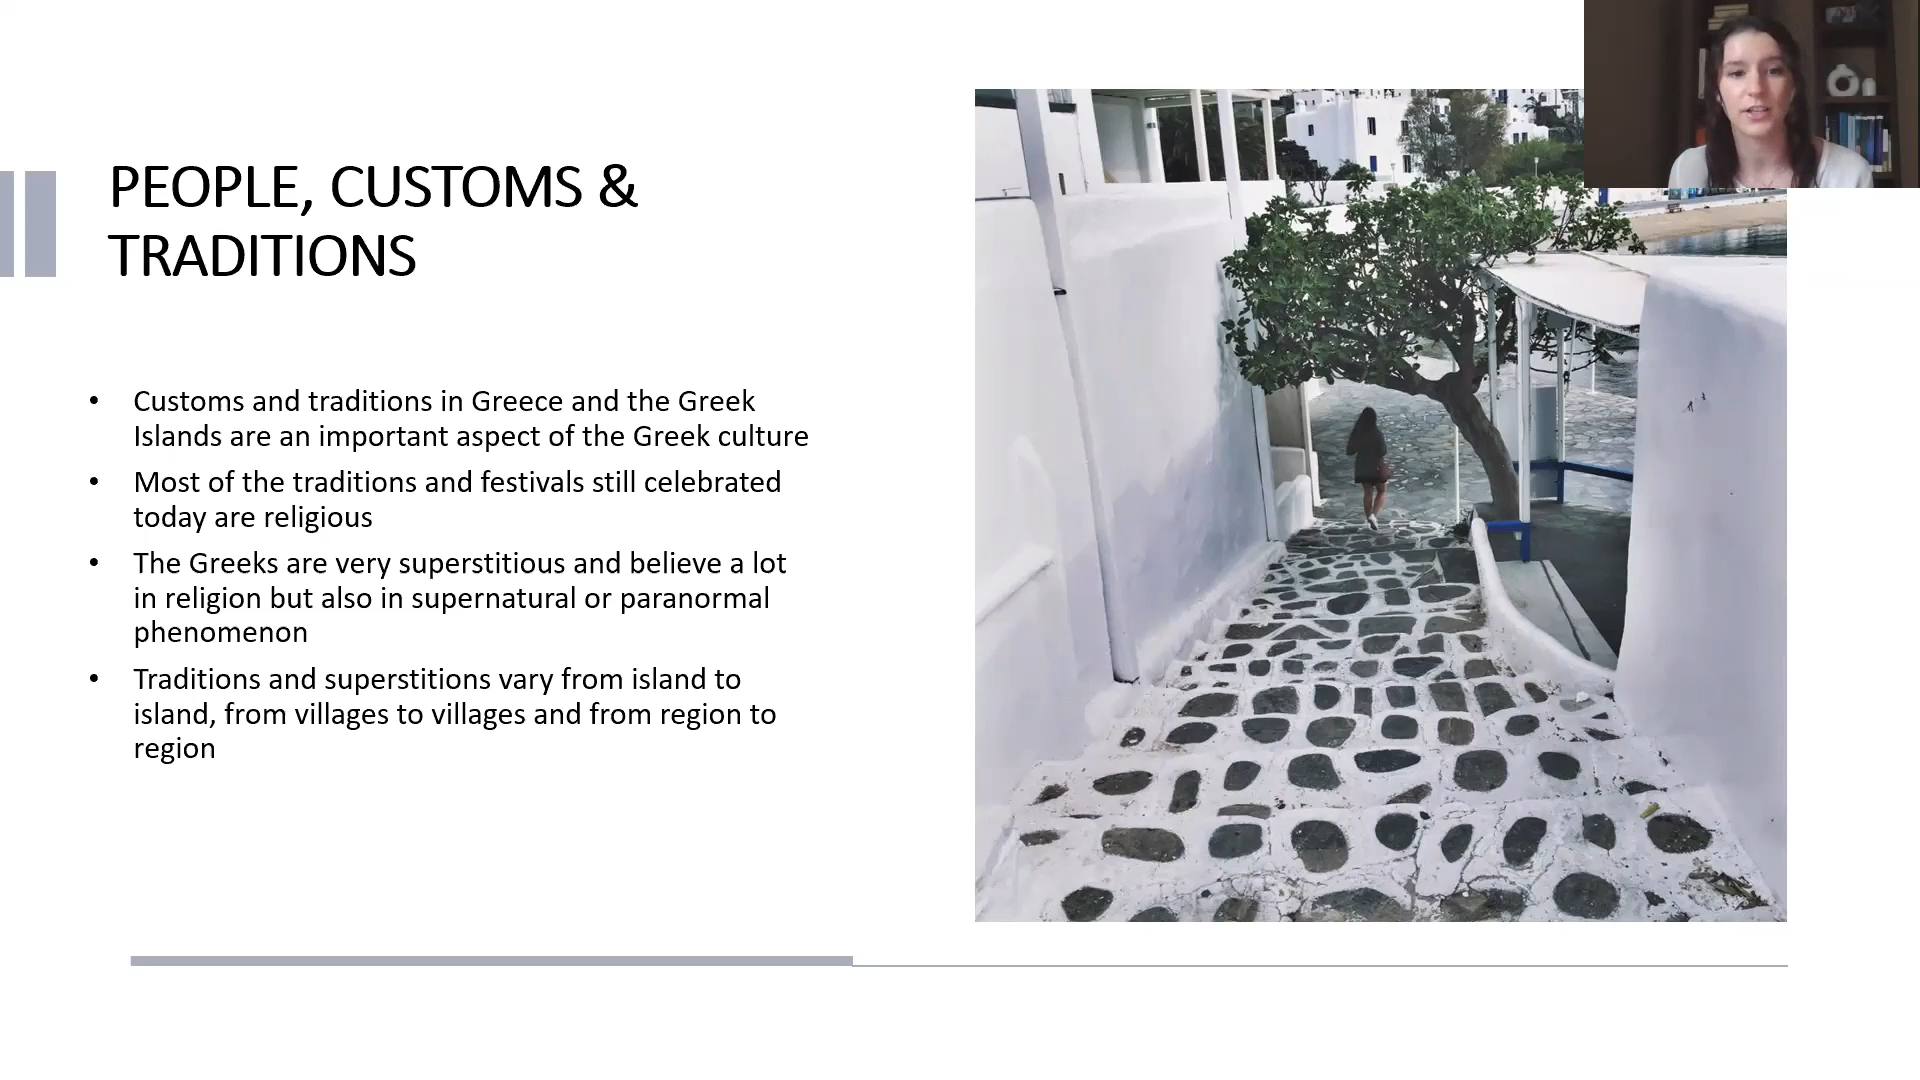 PEOPLE, CUSTOMS &
TRADITIONS
• Customs and traditions in Greece and the Greek
Islands are an important aspect of the Greek culture
• Most of the traditions and festivals still celebrated
today are religious
• The Greeks are very superstitious and believe a lot
in religion but also in supernatural or paranormal
phenomenon
• Traditions and superstitions vary from island to
island, from villages to villages and from region to
region